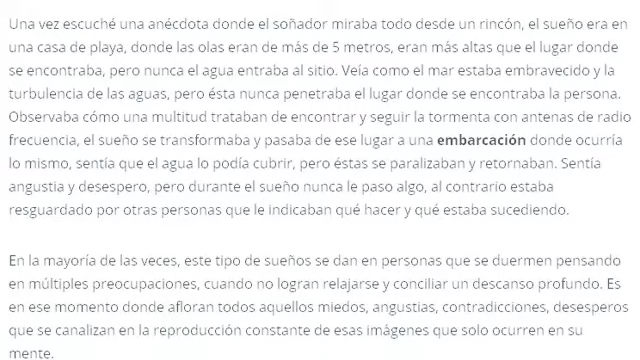 Una vez escuché una anécdota donde el soñador miraba todo desde un rincón, el sueño era en
una casa de playa, donde las olas eran de más de 5 metros, eran más altas que el lugar donde
se encontraba, pero nunca el agua entraba al sitio. Veía como el mar estaba embravecido y la
turbulencia de las aguas, pero ésta nunca penetraba el lugar donde se encontraba la persona.
Observaba cómo una multitud trataban de encontrar y seguir la tormenta con antenas de radio
frecuencia, el sueño se transformaba y pasaba de ese lugar a una embarcación donde ocurría
lo mismo, sentía que el agua lo podía cubrir, pero éstas se paralizaban y retornaban. Sentía
angustia y desespero, pero durante el sueño nunca le paso algo, al contrario estaba
resguardado por otras personas que le indicaban qué hacer y qué estaba sucediendo.

En la mayoría de las veces, este tipo de sueños se dan en personas que se duermen pensando
en múltiples preocupaciones, cuando no logran relajarse y conciliar un descanso profundo. Es
en ese momento donde afloran todos aquellos miedos, angustias, contradicciones, desesperos
que se canalizan en la reproducción constante de esas imágenes que solo ocurren en su
mente.